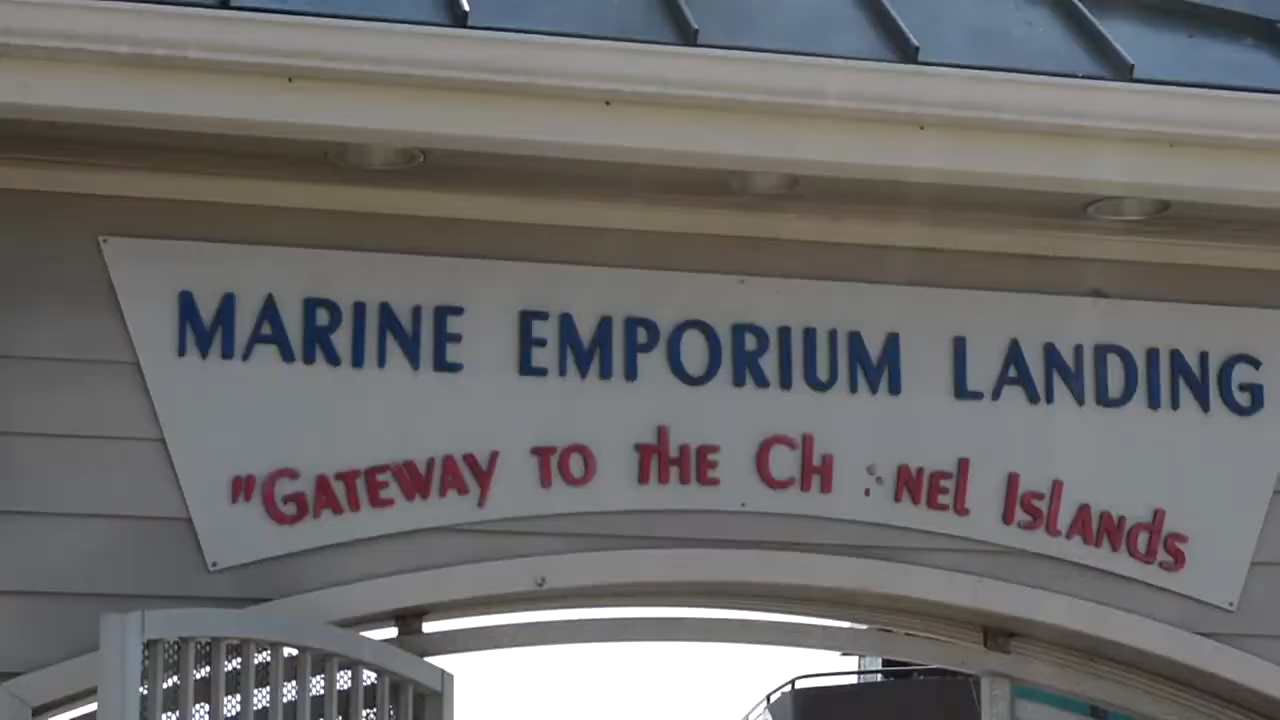 MARINE EMPORIUM LANDING
"GATEWAY TO THE CH NEL ISLANDS